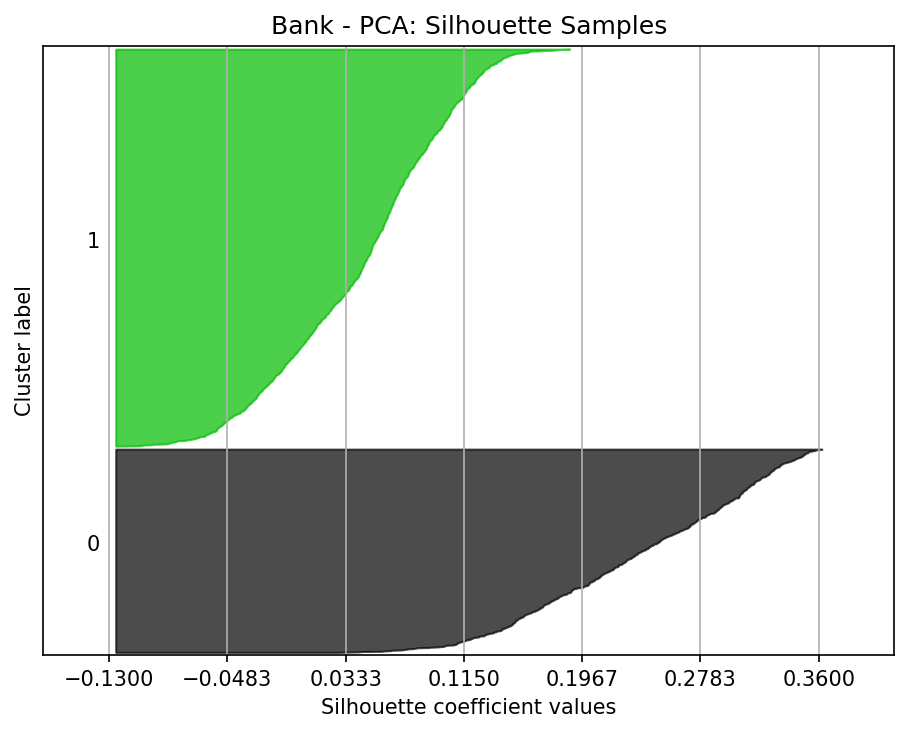 Bank - PCA: Silhouette Samples
1
Cluster label
0
−0.1300 −0.0483 0.0333 0.1150 0.1967 0.2783 0.3600
Silhouette coefficient values